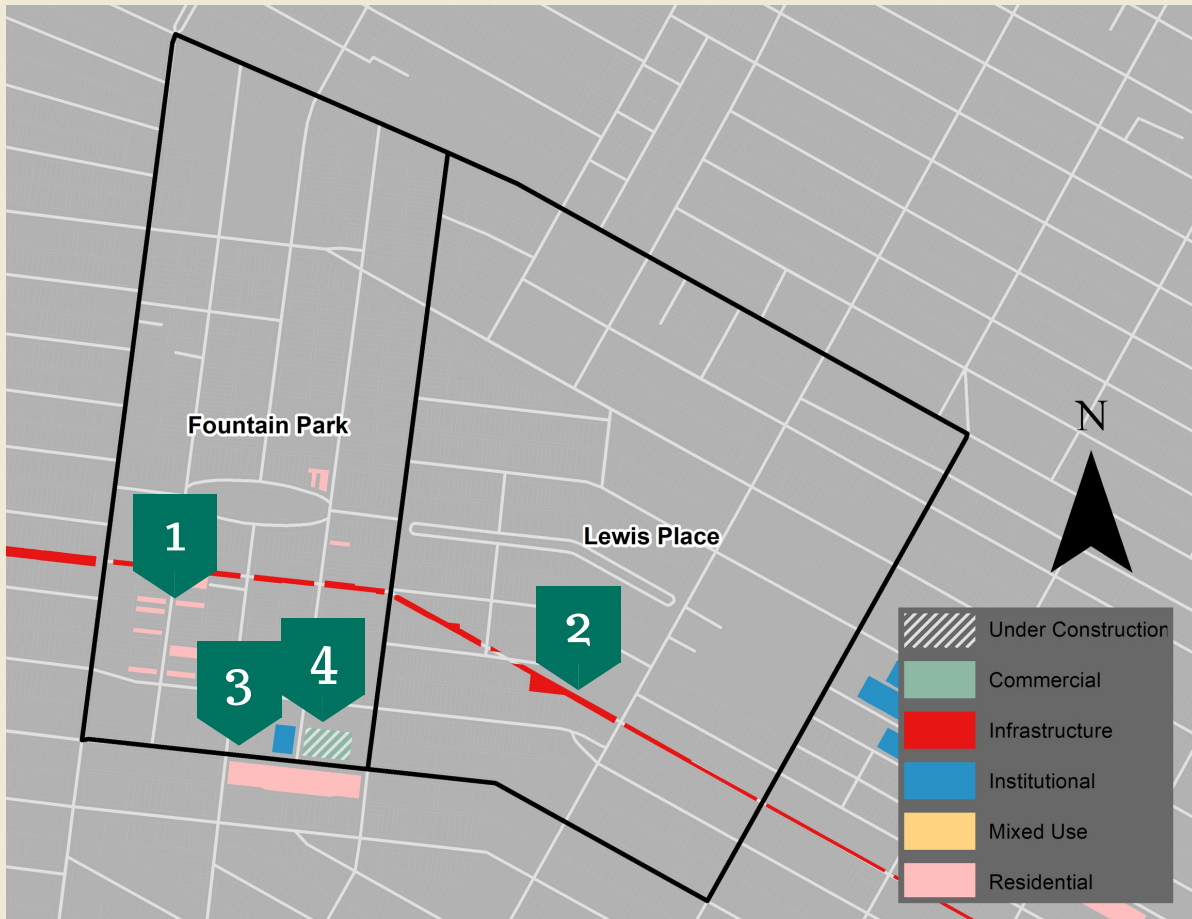 Fountain Park
N
Lewis Place
1
2
3
4
Under Construction
Commercial
Infrastructure
Institutional
Mixed Use
Residential